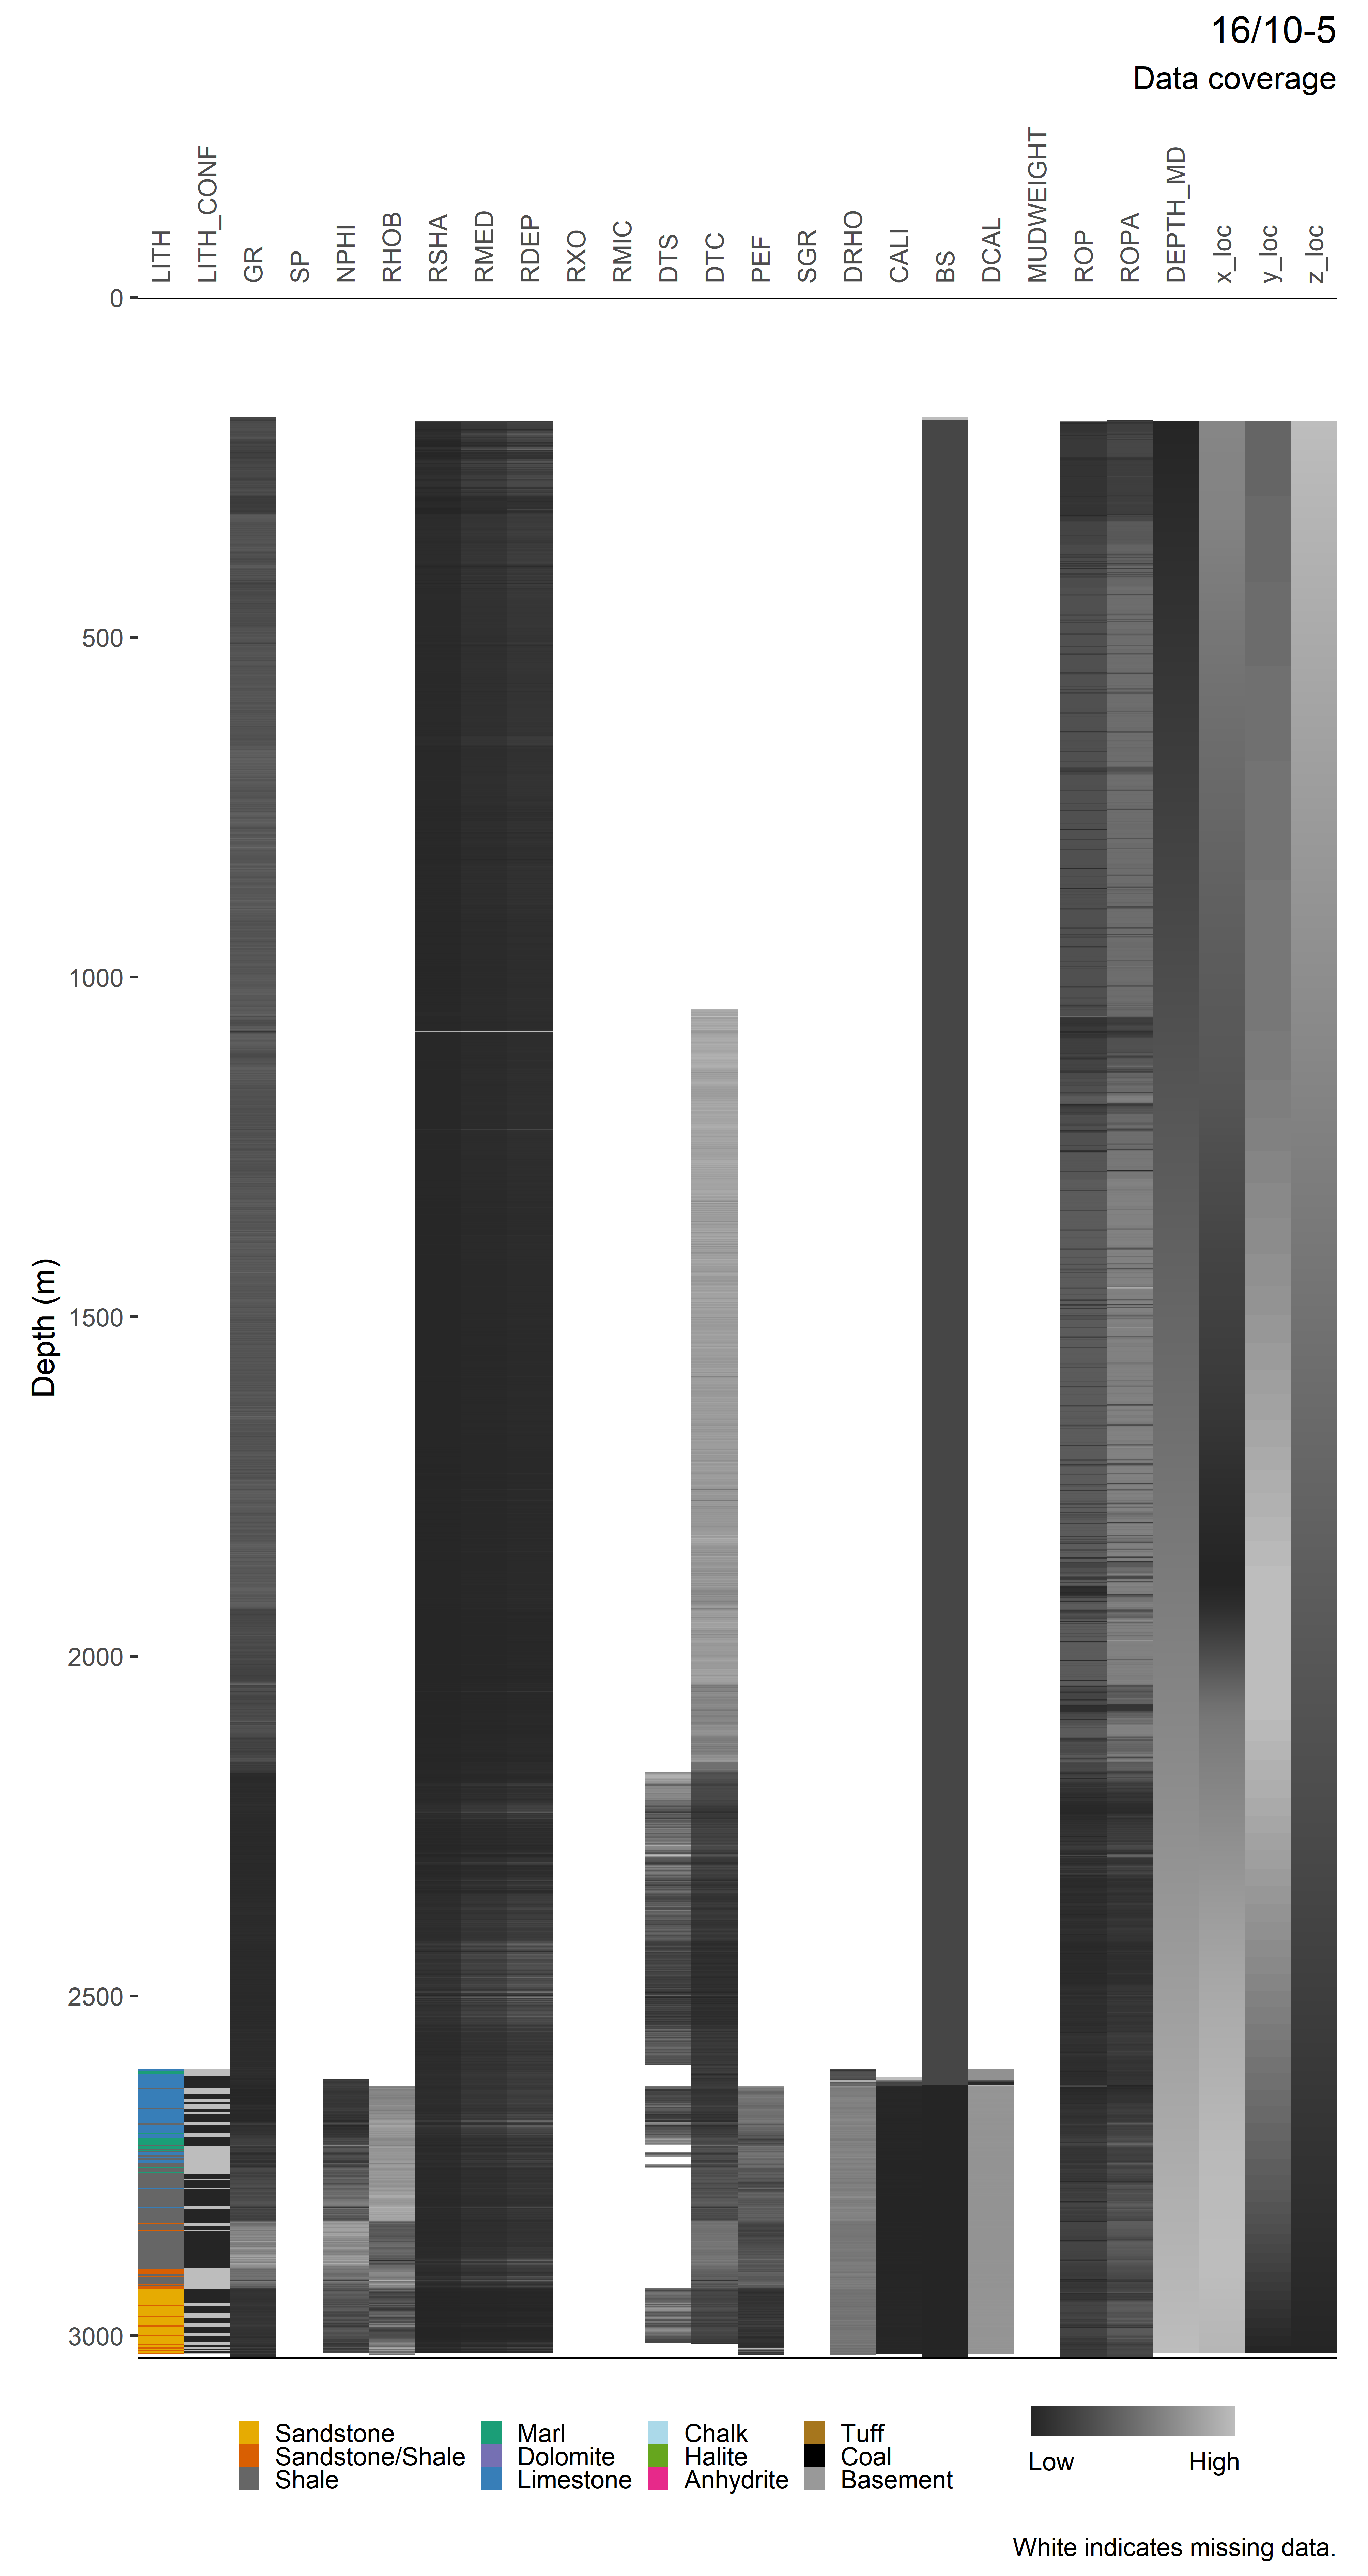 16/10-5
Data coverage
LITH
LITH_CONF
GR
SP
NPHI
RHOB
RSHA
RMED
RDEP
RXO
RMIC
DTS
DTC
PEF
SGR
DRHO
CALI
BS
DCAL
MUDWEIGHT
ROP
ROPA
DEPTH_MD
x_loc
y_loc
z_loc
0
500
1000
1500
2000
2500
3000
Depth (m)
Sandstone
Sandstone/Shale
Shale
Marl
Dolomite
Limestone
Chalk
Halite
Anhydrite
Tuff
Coal
Basement
Low High
White indicates missing data.